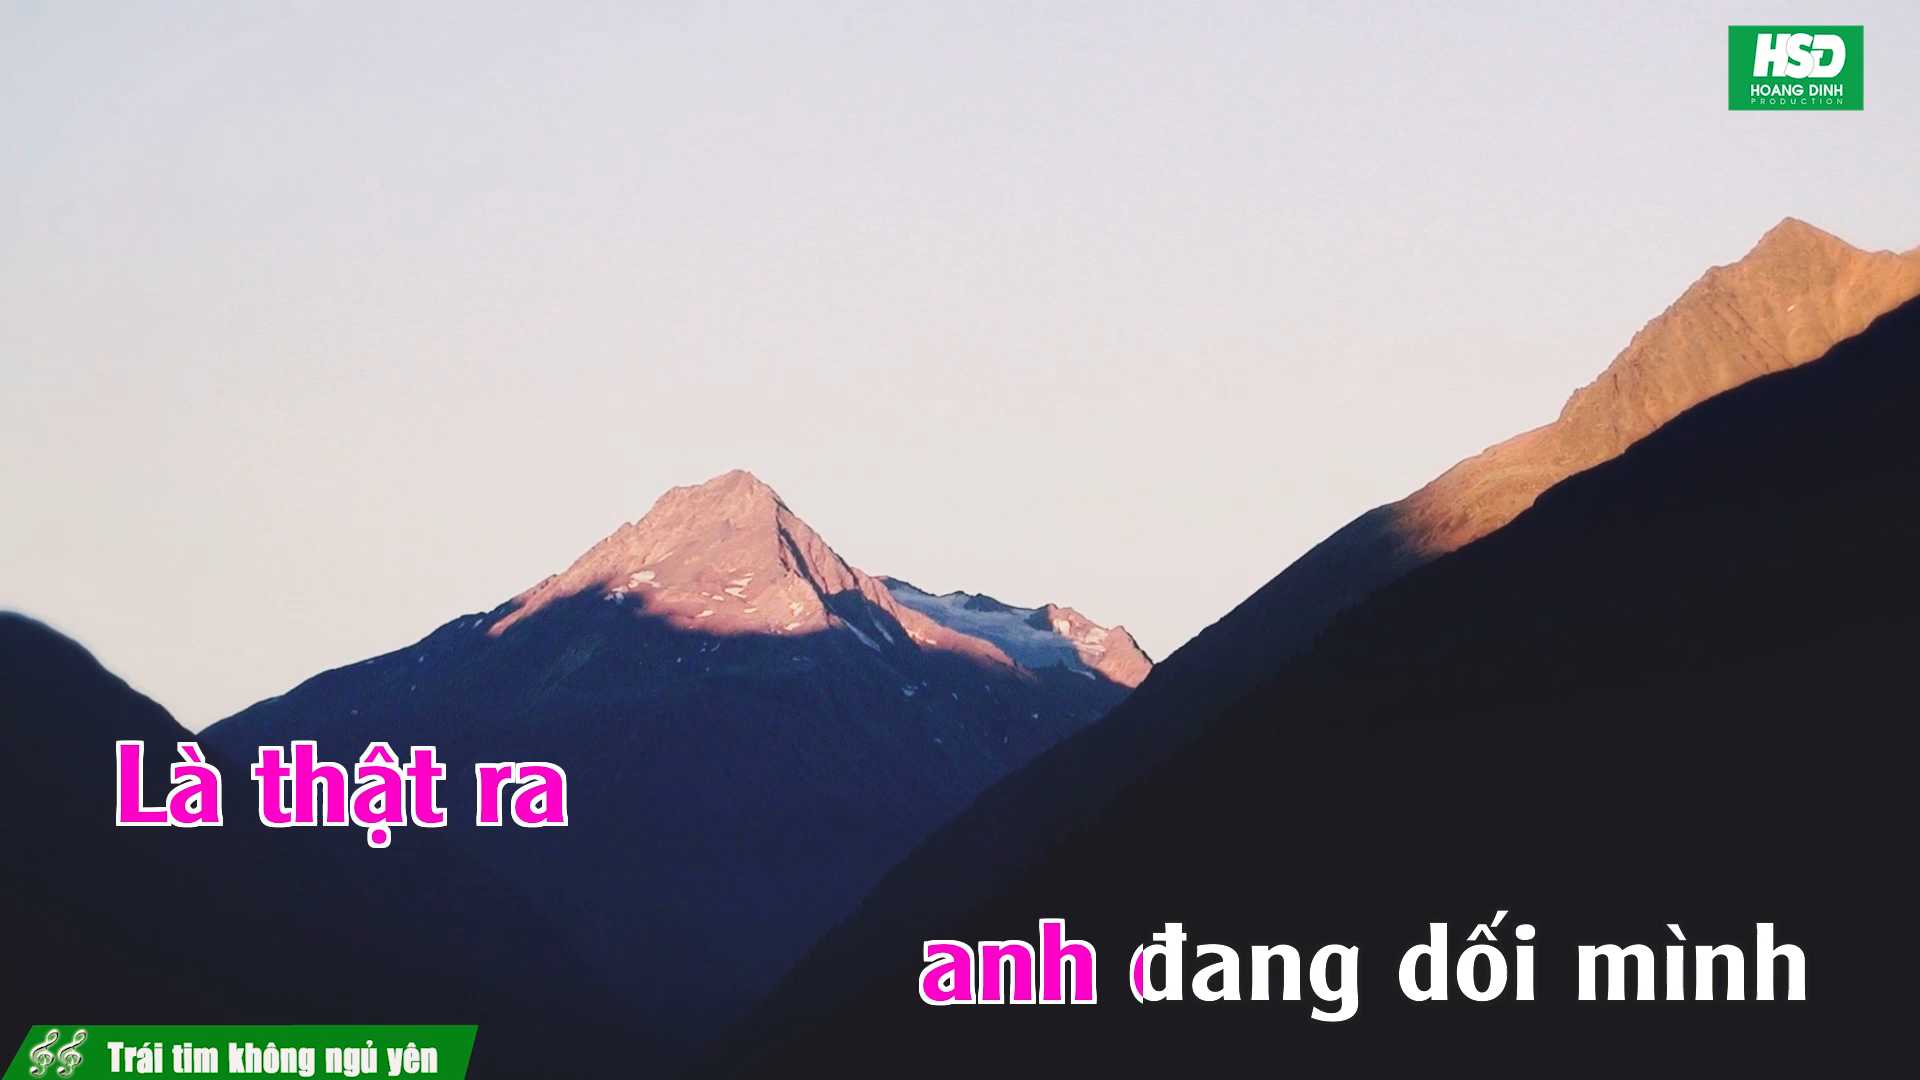 HSD
HOANG DINH
PRODUCTION
Là thật ra
anh đang dối mình
Trái tim không ngủ yên